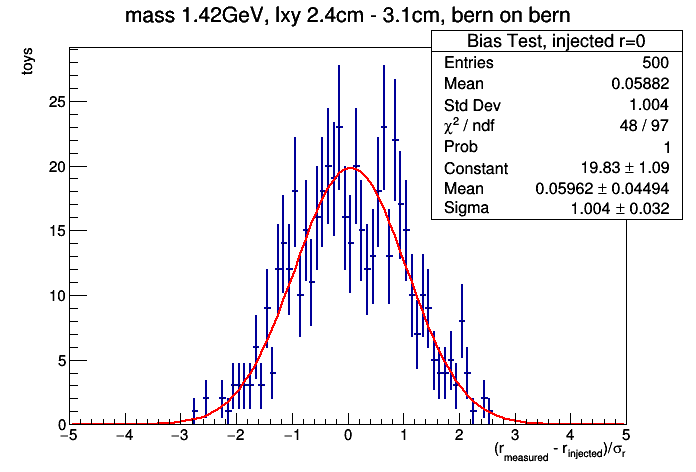 mass 1.42GeV, lxy 2.4cm - 3.1cm, bern on bern
Bias Test, injected r=0
Entries 500
Mean 0.05882
Std Dev 1.004
χ² / ndf 48 / 97
Prob 1
Constant 19.83 ± 1.09
Mean 0.05962 ± 0.04494
Sigma 1.004 ± 0.032
toys
25
20
15
10
5
0
−5 −4 −3 −2 −1 0 1 2 3 4 5
(r_measured - r_injected)/σ_r